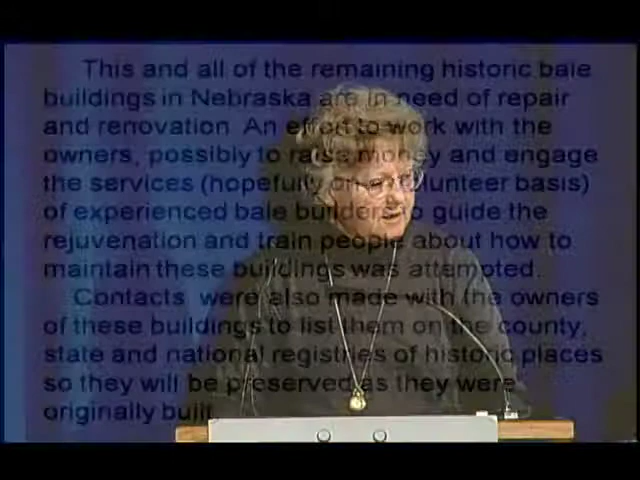 This and all of the remaining historic bale
buildings in Nebraska are in need of repair
and renovation. An effort to work with the
owners, possibly to raise money and engage
the services (hopefully on a volunteer basis)
of experienced bale builders to guide the
rejuvenation and train people about how to
maintain these buildings was attempted.
Contacts were also made with the owners
of these buildings to list them on the county,
state and national registries of historic places
so they will be preserved as they were
originally built.